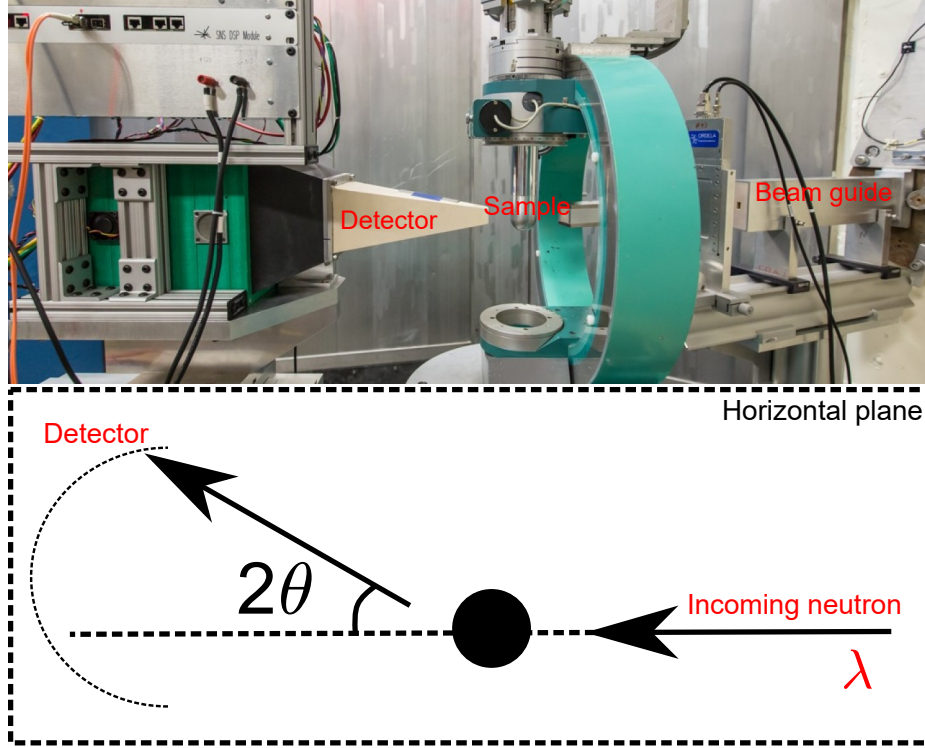 SNS DSP Module
ORDELA
Detector
Sample
Beam guide
Horizontal plane
Detector
2θ
Incoming neutron
λ